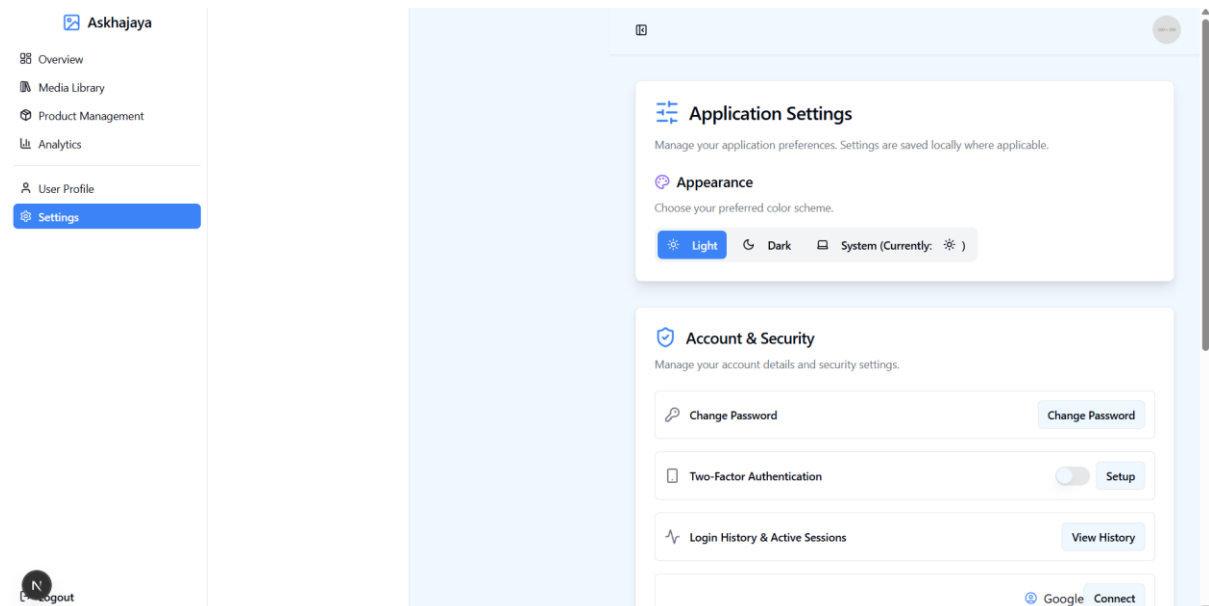 Askhajaya
Overview
Media Library
Product Management
Analytics
User Profile
Settings
N
Logout
Application Settings
Manage your application preferences. Settings are saved locally where applicable.
Appearance
Choose your preferred color scheme.
Light Dark System (Currently: )
Account & Security
Manage your account details and security settings.
Change Password Change Password
Two-Factor Authentication Setup
Login History & Active Sessions View History
Google Connect